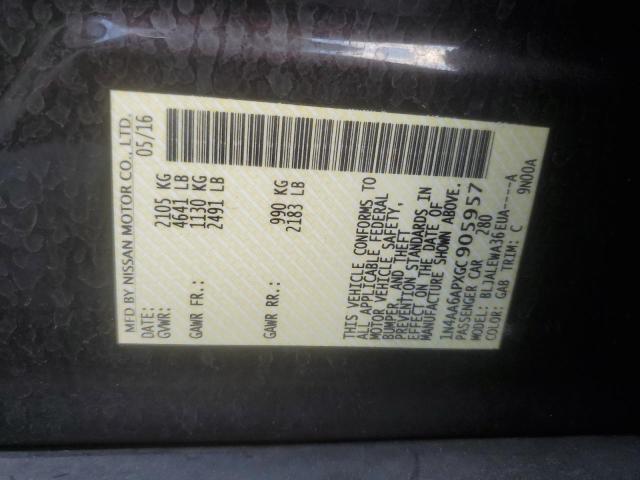 MFD BY NISSAN MOTOR CO., LTD.
DATE: 05/16
GVWR: 2105 KG
4641 LB
GAWR FR.: 1130 KG
2491 LB
GAWR RR.: 990 KG
2183 LB
THIS VEHICLE CONFORMS TO
ALL APPLICABLE FEDERAL
MOTOR VEHICLE SAFETY,
BUMPER, AND THEFT
PREVENTION STANDARDS IN
EFFECT ON THE DATE OF
MANUFACTURE SHOWN ABOVE.
1N4AA6APXGC905957
PASSENGER CAR 280
MODEL: BLJALEWA36EUA-----A
COLOR: GAB TRIM: C 9N00A